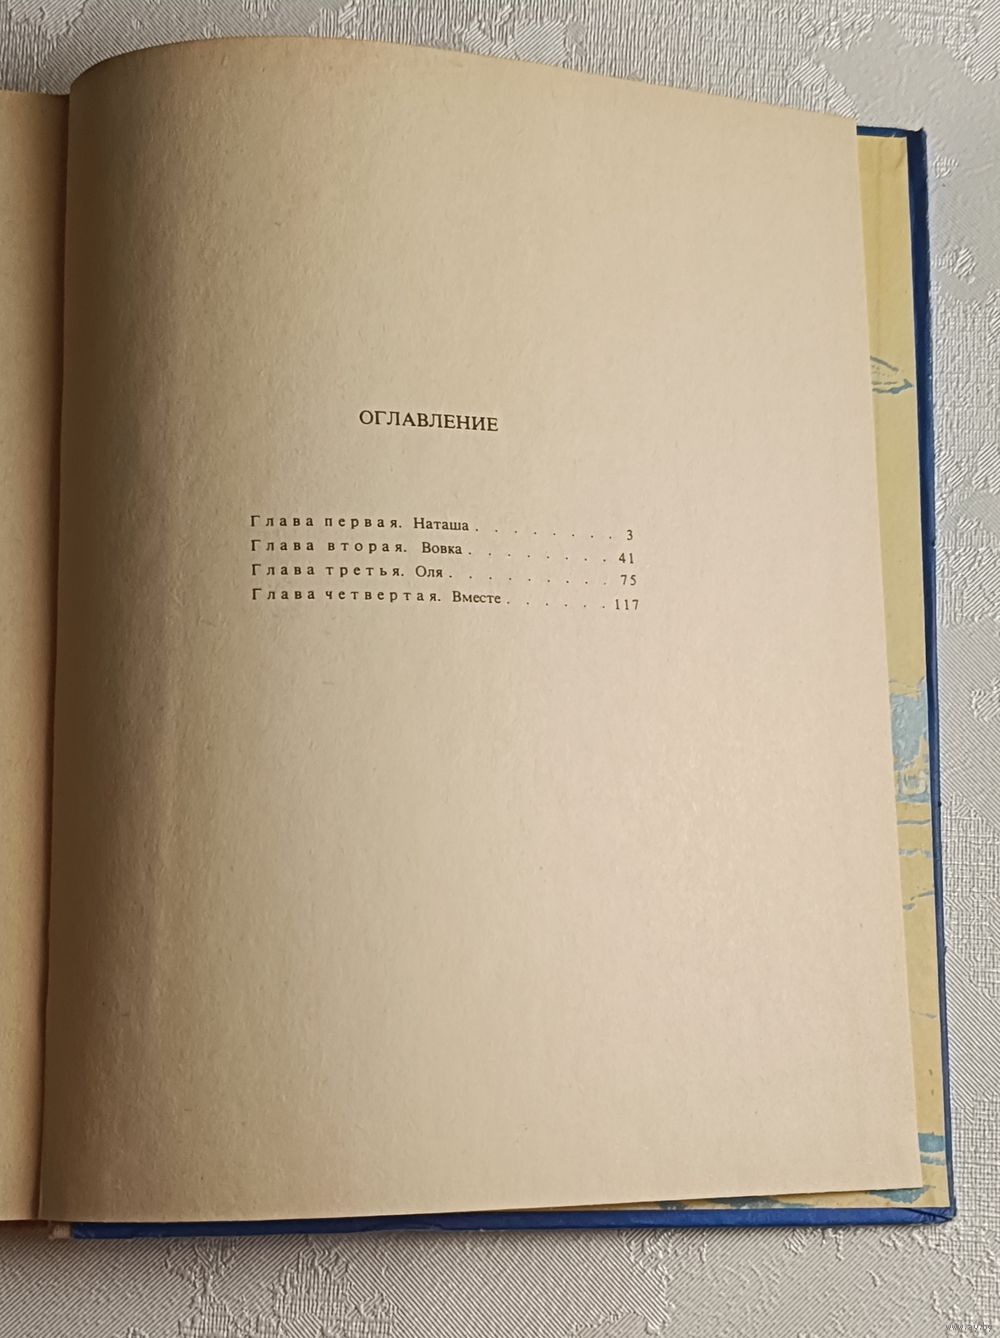 ОГЛАВЛЕНИЕ
Глава первая. Наташа . . . . . . . . 3
Глава вторая. Вовка . . . . . . . . 41
Глава третья. Оля . . . . . . . . . 75
Глава четвертая. Вместе . . . . . . 117